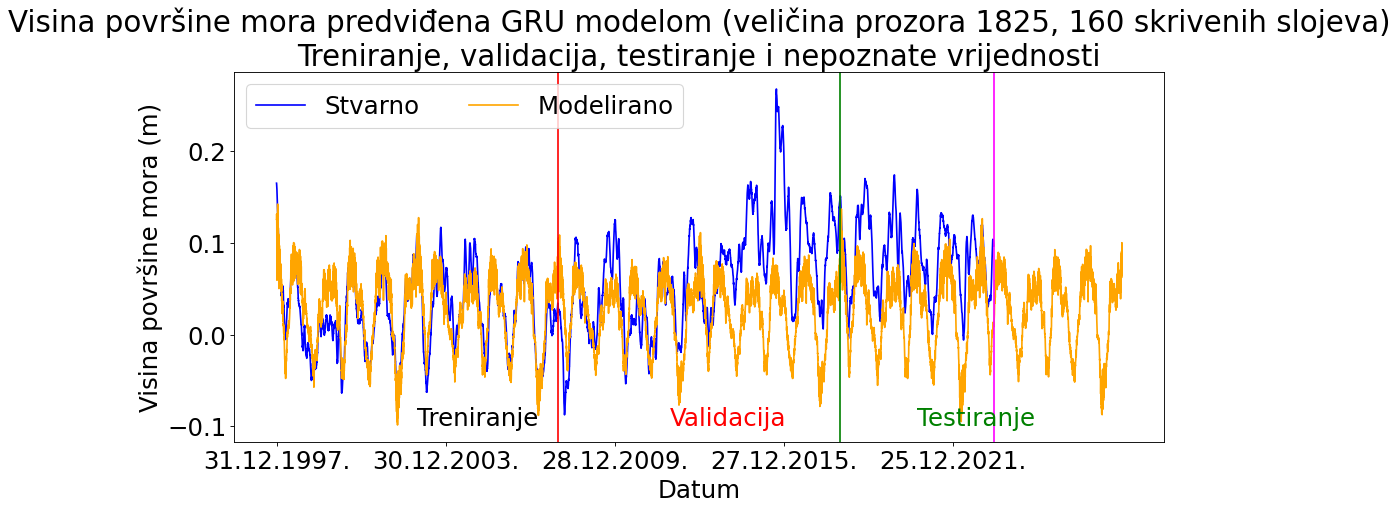 Visina površine mora predviđena GRU modelom (veličina prozora 1825, 160 skrivenih slojeva)
Treniranje, validacija, testiranje i nepoznate vrijednosti
Stvarno Modelirano
Visina površine mora (m)
0.2
0.1
0.0
−0.1
Treniranje Validacija Testiranje
31.12.1997. 30.12.2003. 28.12.2009. 27.12.2015. 25.12.2021.
Datum